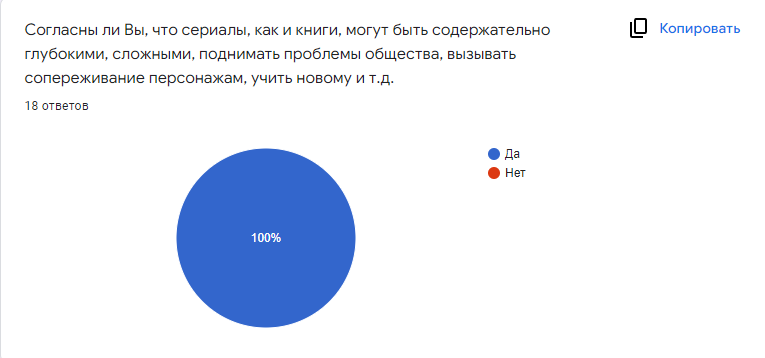 Согласны ли Вы, что сериалы, как и книги, могут быть содержательно
глубокими, сложными, поднимать проблемы общества, вызывать
сопереживание персонажам, учить новому и т.д.
Копировать
18 ответов
Да
Нет
100%